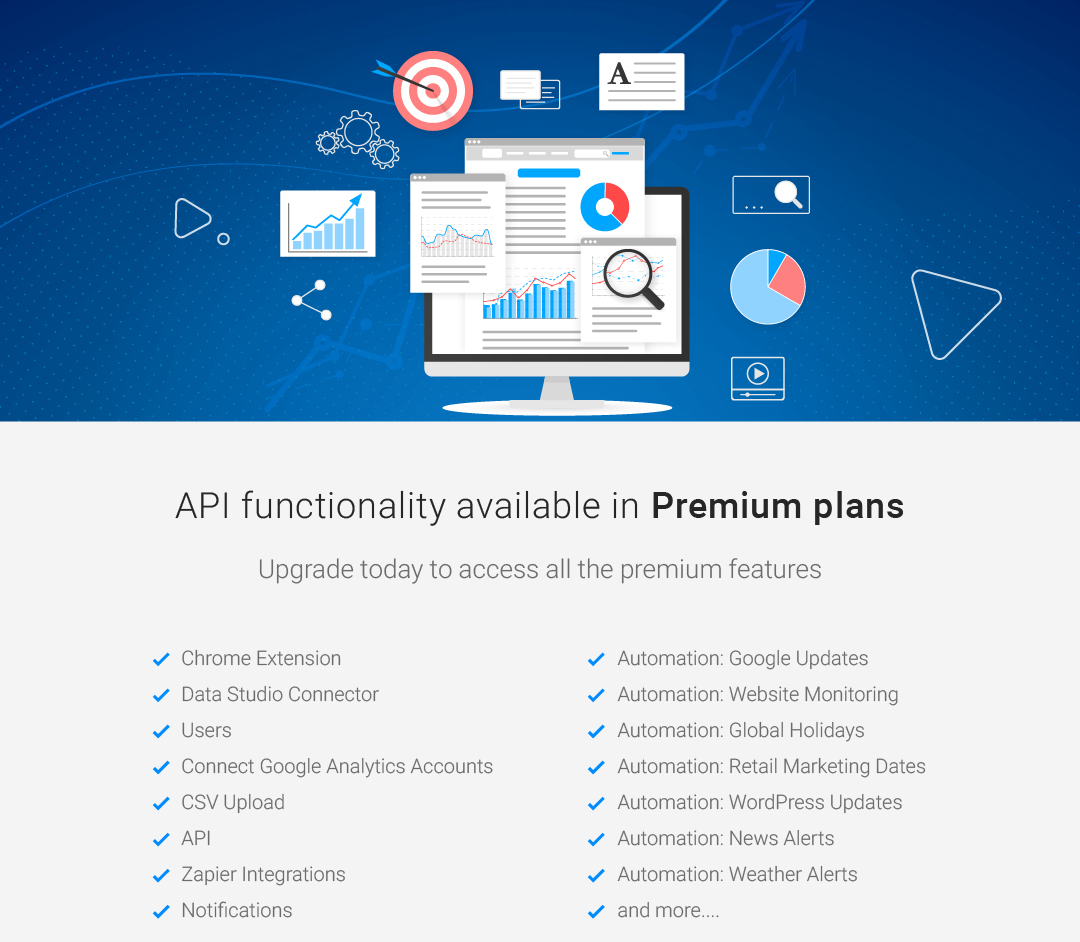 A
API functionality available in Premium plans
Upgrade today to access all the premium features
Chrome Extension
Data Studio Connector
Users
Connect Google Analytics Accounts
CSV Upload
API
Zapier Integrations
Notifications
Automation: Google Updates
Automation: Website Monitoring
Automation: Global Holidays
Automation: Retail Marketing Dates
Automation: WordPress Updates
Automation: News Alerts
Automation: Weather Alerts
and more....